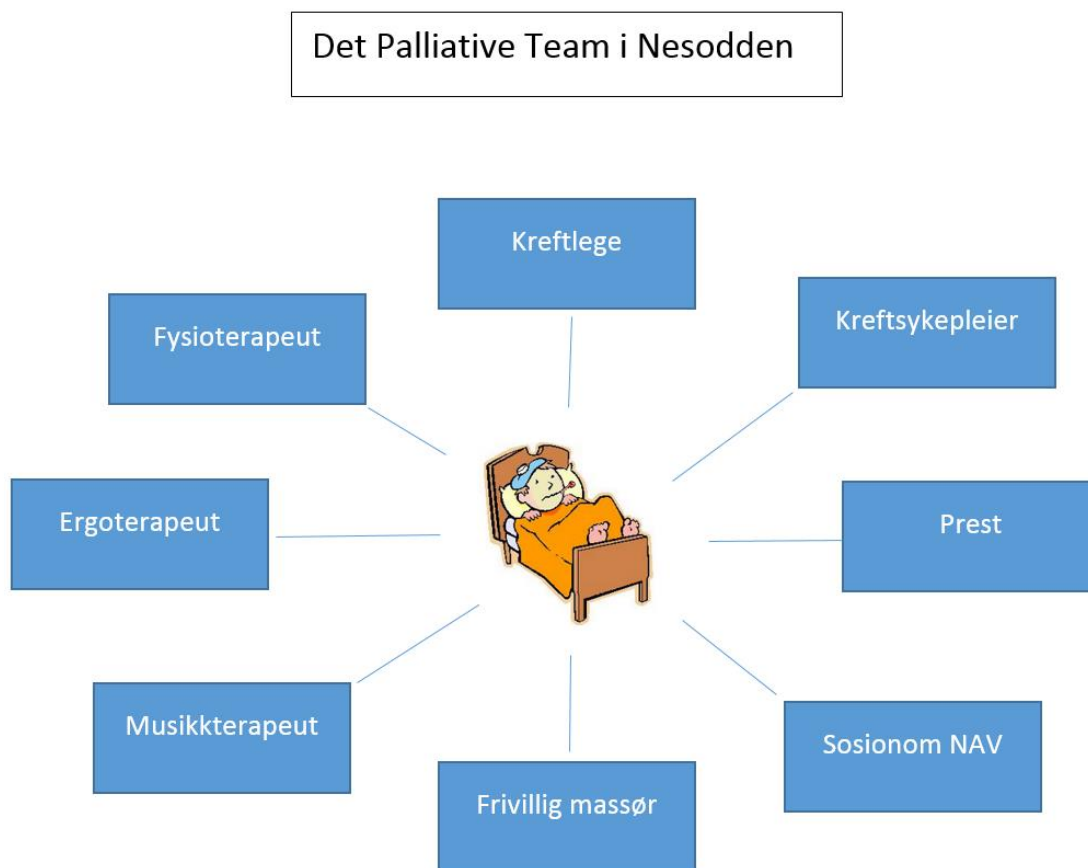 Det Palliative Team i Nesodden
Kreftlege
Kreftsykepleier
Fysioterapeut
Ergoterapeut
Prest
Musikkterapeut
Sosionom NAV
Frivillig massør